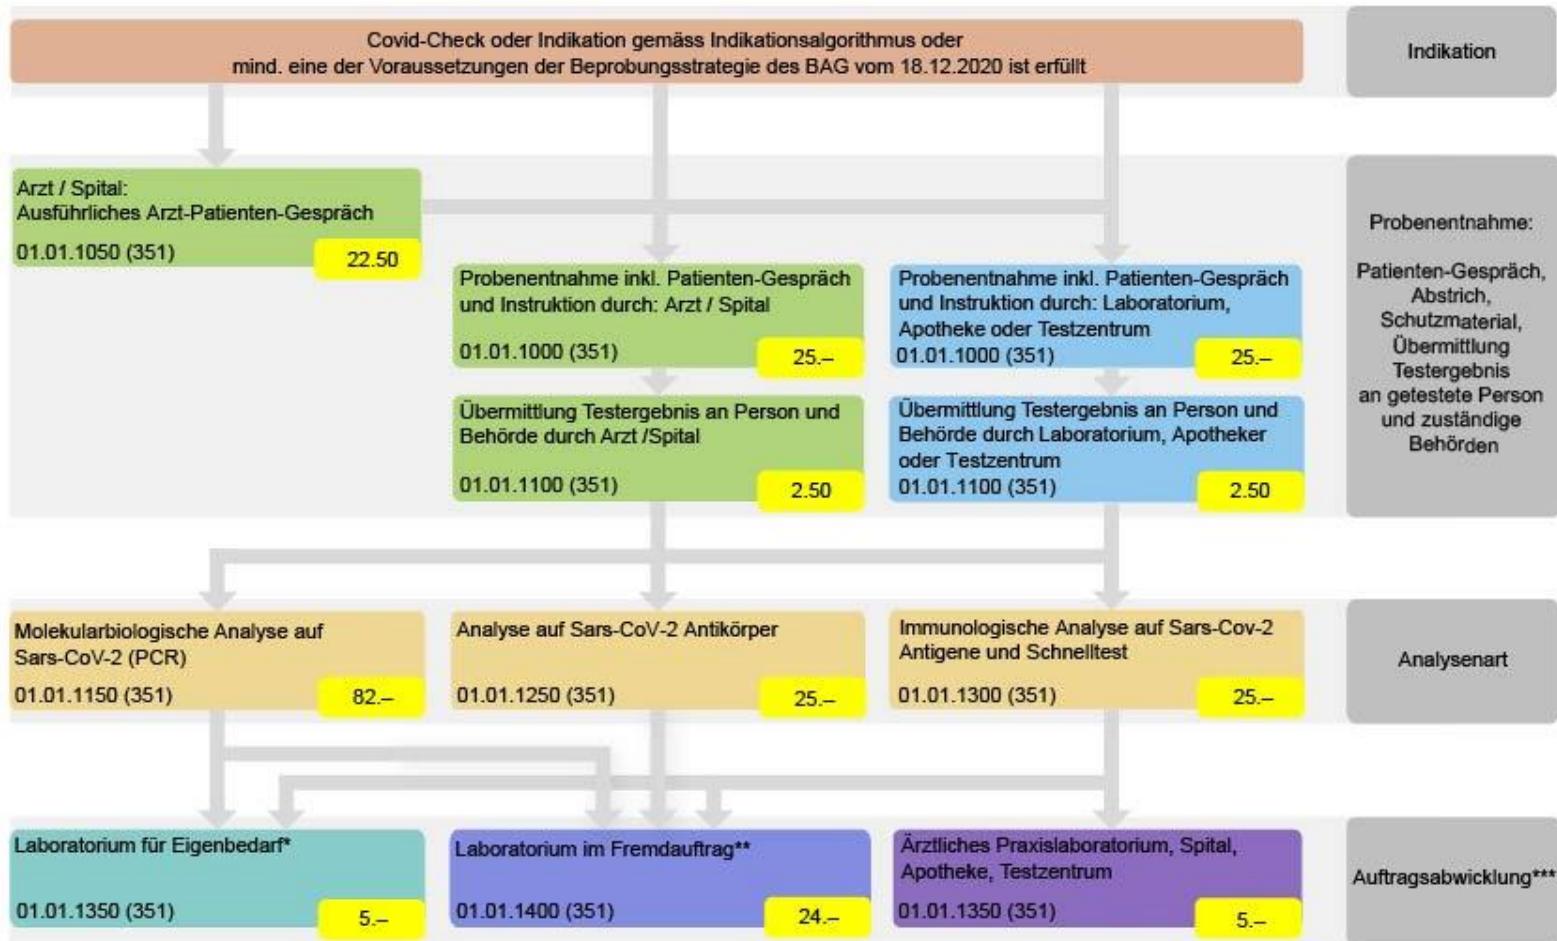 Covid-Check oder Indikation gemäss Indikationsalgorithmus oder
mind. eine der Voraussetzungen der Beprobungsstrategie des BAG vom 18.12.2020 ist erfüllt
Indikation
Arzt / Spital:
Ausführliches Arzt-Patienten-Gespräch
01.01.1050 (351)
22.50
Probenentnahme inkl. Patienten-Gespräch
und Instruktion durch: Arzt / Spital
01.01.1000 (351)
25.–
Probenentnahme inkl. Patienten-Gespräch
und Instruktion durch: Laboratorium,
Apotheke oder Testzentrum
01.01.1000 (351)
25.–
Übermittlung Testergebnis an Person und
Behörde durch Arzt /Spital
01.01.1100 (351)
2.50
Übermittlung Testergebnis an Person und
Behörde durch Laboratorium, Apotheker
oder Testzentrum
01.01.1100 (351)
2.50
Probenentnahme:
Patienten-Gespräch,
Abstrich,
Schutzmaterial,
Übermittlung
Testergebnis
an getestete Person
und zuständige
Behörden
Molekularbiologische Analyse auf
Sars-CoV-2 (PCR)
01.01.1150 (351)
82.–
Analyse auf Sars-CoV-2 Antikörper
01.01.1250 (351)
25.–
Immunologische Analyse auf Sars-Cov-2
Antigene und Schnelltest
01.01.1300 (351)
25.–
Analysenart
Laboratorium für Eigenbedarf*
01.01.1350 (351)
5.–
Laboratorium im Fremdauftrag**
01.01.1400 (351)
24.–
Ärztliches Praxislaboratorium, Spital,
Apotheke, Testzentrum
01.01.1350 (351)
5.–
Auftragsabwicklung***